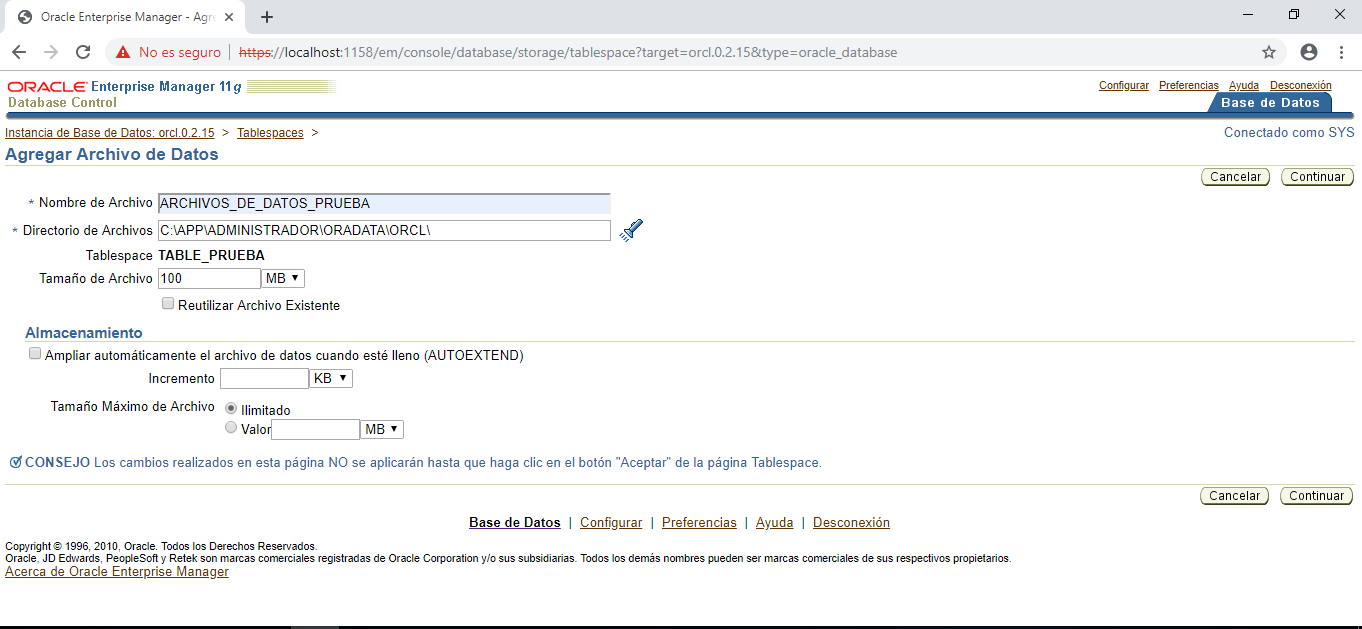 Oracle Enterprise Manager - Agre
No es seguro | https://localhost:1158/em/console/database/storage/tablespace?target=orcl.0.2.15&type=oracle_database
ORACLE Enterprise Manager 11g
Database Control
Configurar Preferencias Ayuda Desconexión
Base de Datos
Instancia de Base de Datos: orcl.0.2.15 > Tablespaces >
Conectado como SYS
Agregar Archivo de Datos
Cancelar Continuar
* Nombre de Archivo ARCHIVOS_DE_DATOS_PRUEBA
* Directorio de Archivos C:\APP\ADMINISTRADOR\ORADATA\ORCL\
Tablespace TABLE_PRUEBA
Tamaño de Archivo 100 MB
Reutilizar Archivo Existente
Almacenamiento
Ampliar automáticamente el archivo de datos cuando esté lleno (AUTOEXTEND)
Incremento KB
Tamaño Máximo de Archivo Ilimitado
Valor MB
CONSEJO Los cambios realizados en esta página NO se aplicarán hasta que haga clic en el botón "Aceptar" de la página Tablespace.
Cancelar Continuar
Base de Datos | Configurar | Preferencias | Ayuda | Desconexión
Copyright © 1996, 2010, Oracle. Todos los Derechos Reservados.
Oracle, JD Edwards, PeopleSoft y Retek son marcas comerciales registradas de Oracle Corporation y/o sus subsidiarias. Todos los demás nombres pueden ser marcas comerciales de sus respectivos propietarios.
Acerca de Oracle Enterprise Manager